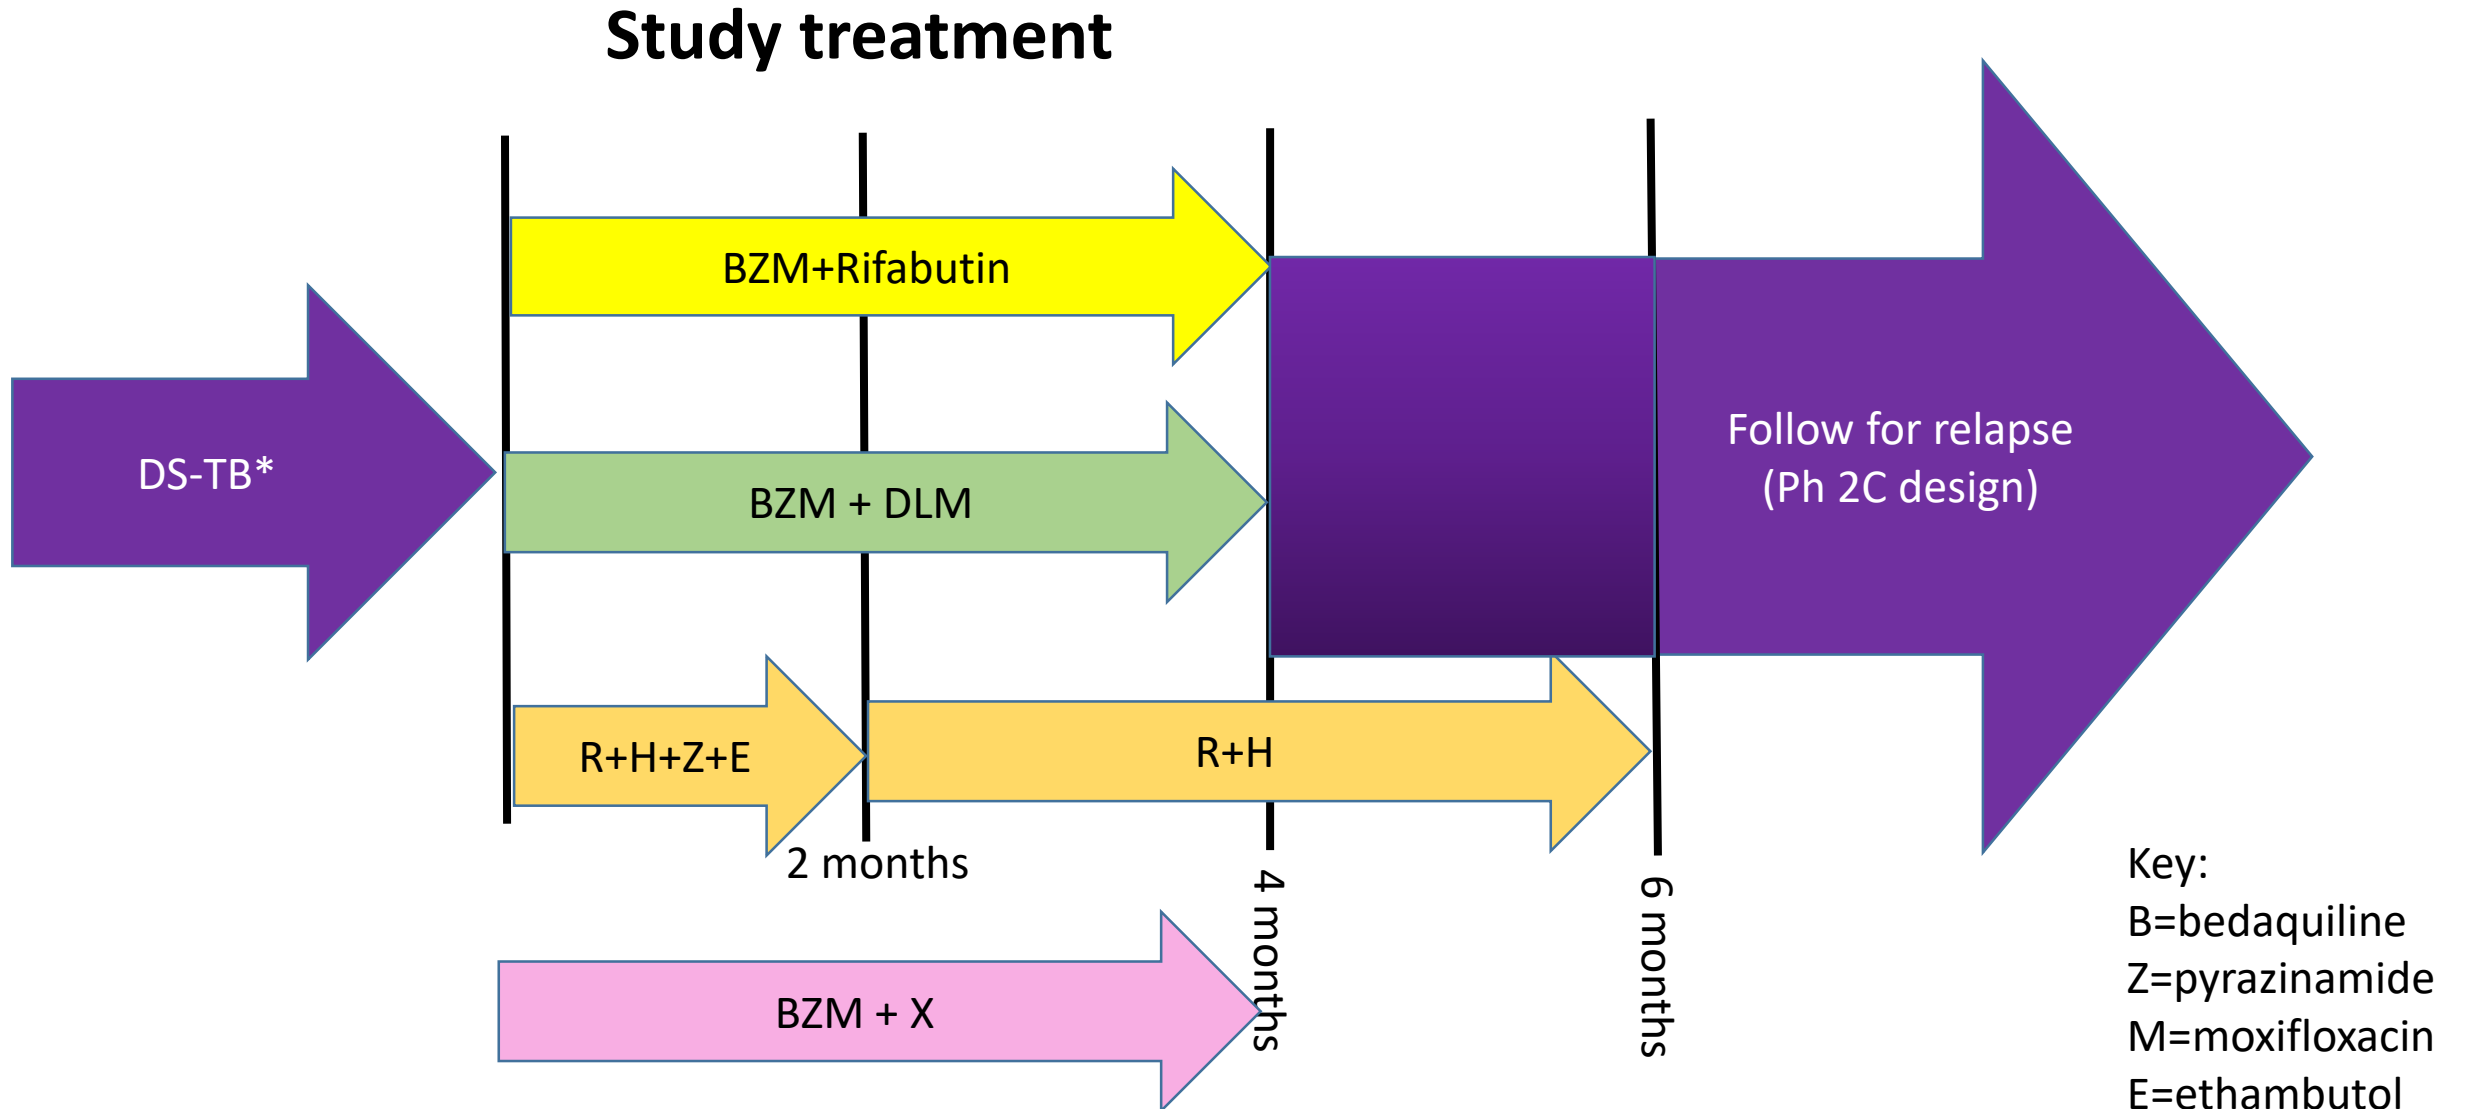 Study treatment
BZM+Rifabutin
DS-TB*
BZM + DLM
Follow for relapse
(Ph 2C design)
R+H+Z+E
R+H
2 months
4 months
6 months
BZM + X
Key:
B=bedaquiline
Z=pyrazinamide
M=moxifloxacin
E=ethambutol